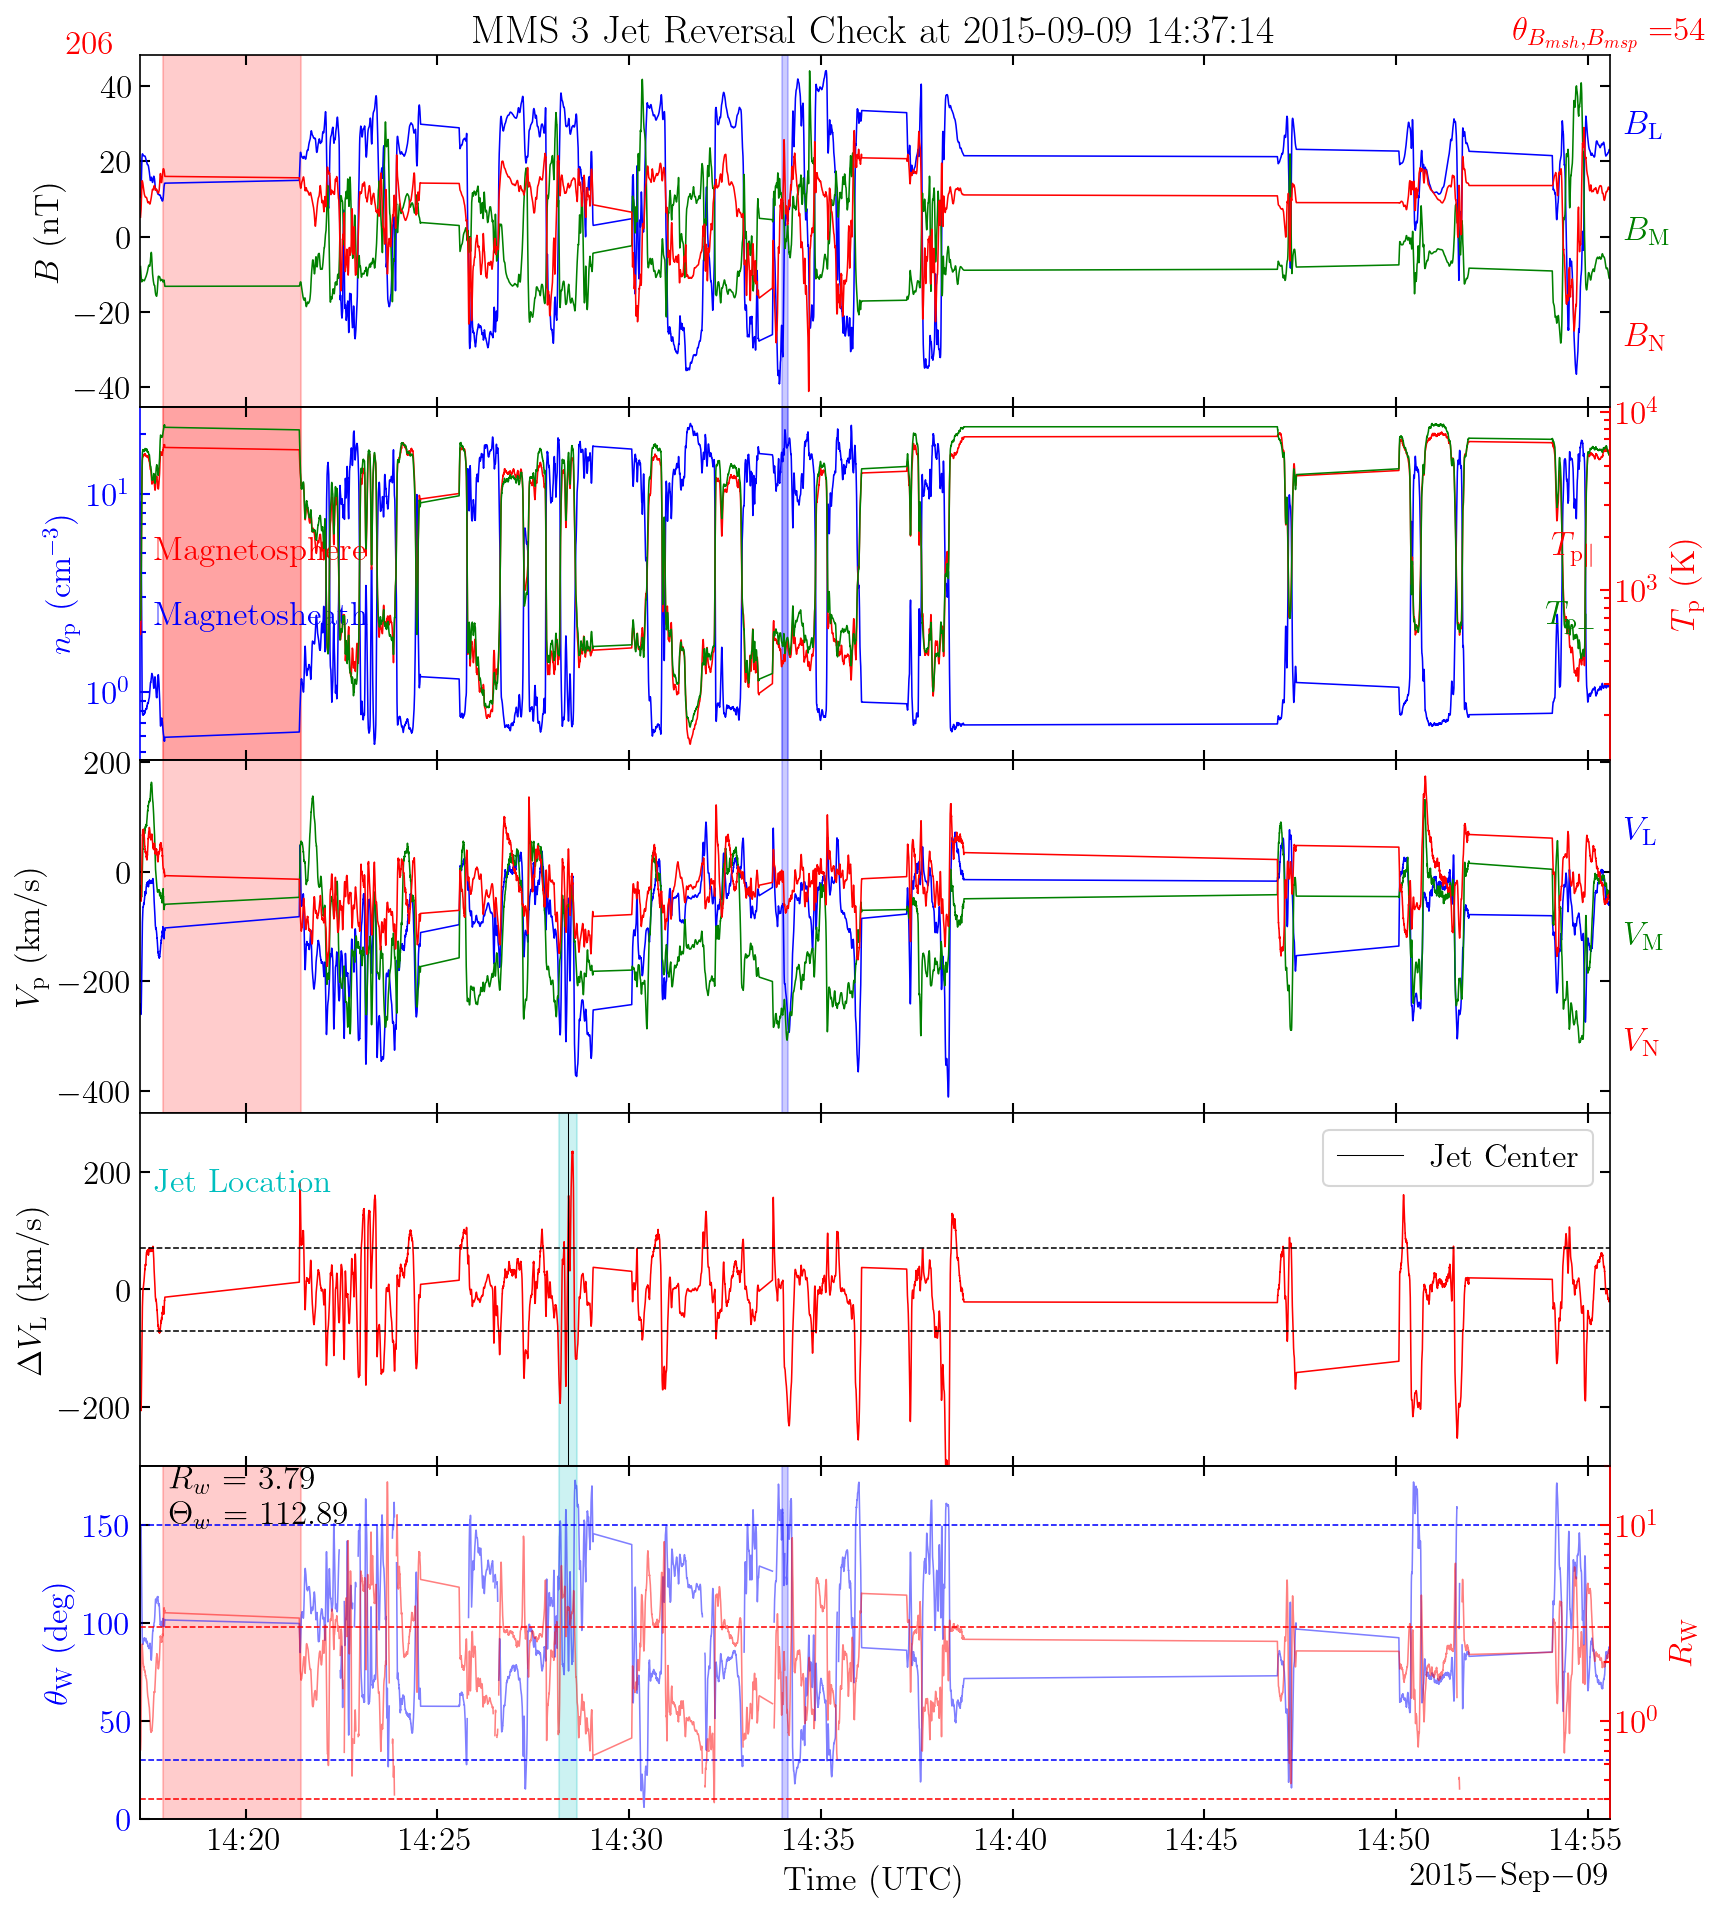 MMS 3 Jet Reversal Check at 2015-09-09 14:37:14
206
θ_{B_{msh},B_{msp}} =54
40
20
0
−20
−40
B (nT)
B_L
B_M
B_N
10^1
10^0
n_p (cm^{−3})
Magnetosphere
Magnetosheath
10^4
10^3
T_p (K)
T_{p∥}
T_{p⊥}
200
0
−200
−400
V_p (km/s)
V_L
V_M
V_N
200
0
−200
ΔV_L (km/s)
Jet Location
Jet Center
R_w = 3.79
Θ_w = 112.89
150
100
50
0
θ_W (deg)
10^1
10^0
R_W
14:20 14:25 14:30 14:35 14:40 14:45 14:50 14:55
Time (UTC)
2015−Sep−09